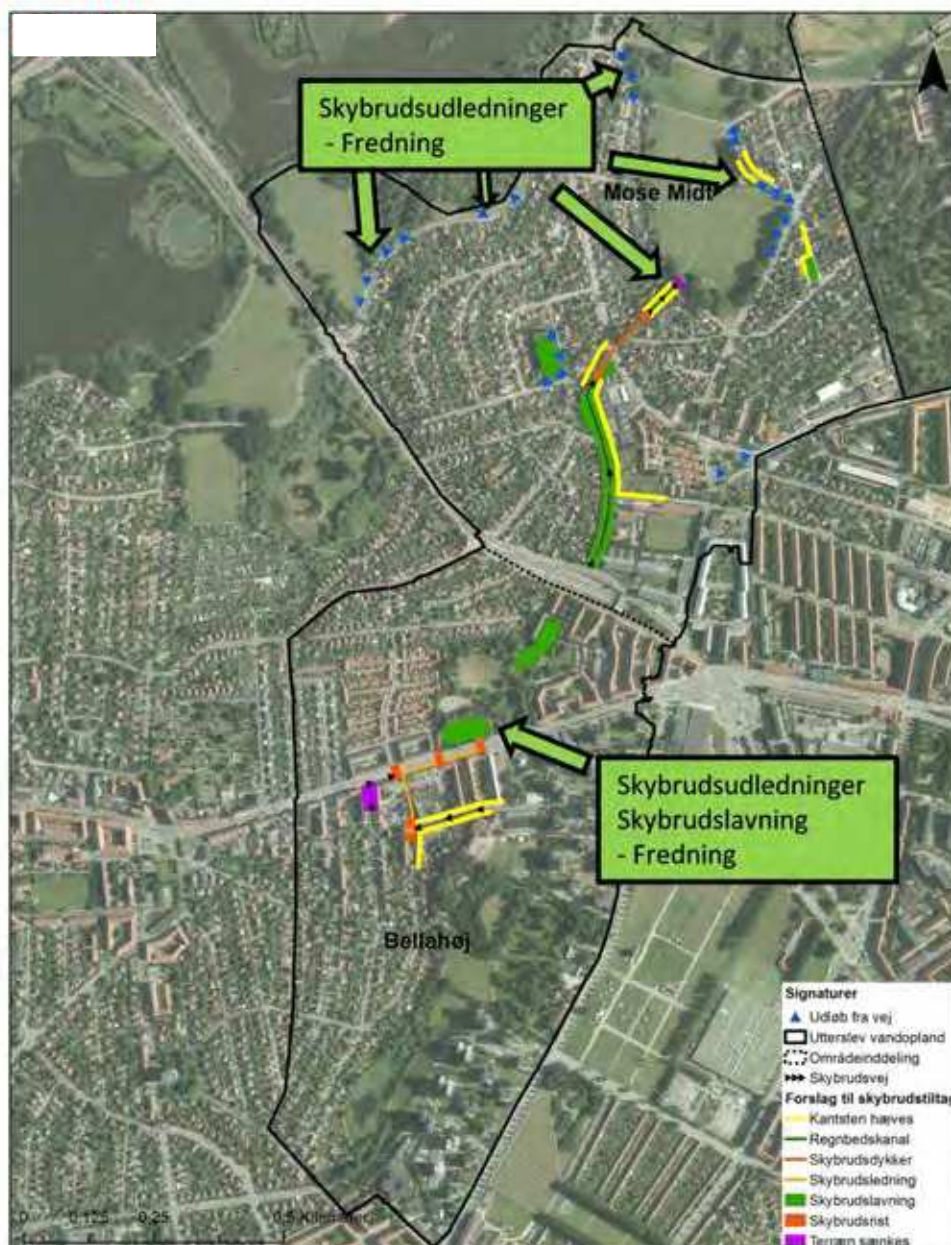 Skybrudsudledninger
- Fredning
Mose Midt
Skybrudsudledninger
Skybrudslavning
- Fredning
Bellahøj
Signaturer
Udløb fra vej
Utterslev vandopland
Områdeinddeling
Skybrudsvej
Forslag til skybrudstiltag
Kantsten hæves
Regnbedskanal
Skybrudsdykker
Skybrudsledning
Skybrudslavning
Skybrudsrist
Terræn sænkes
0 0,125 0,25 0,5 Kilometer